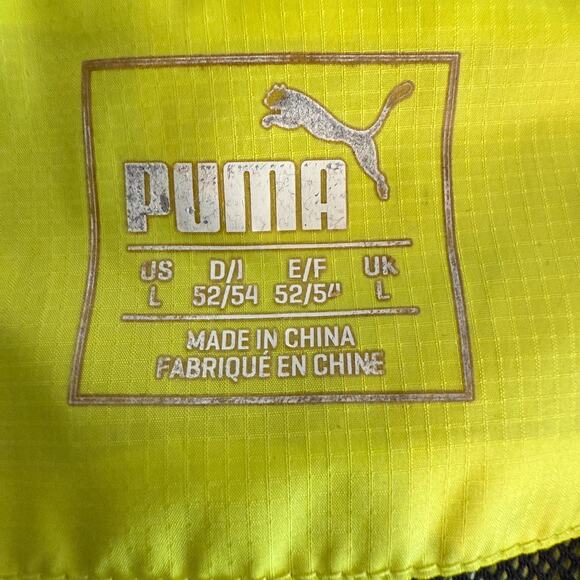 PUMA
US D/I E/F UK
L 52/54 52/54 L
MADE IN CHINA
FABRIQUÉ EN CHINE